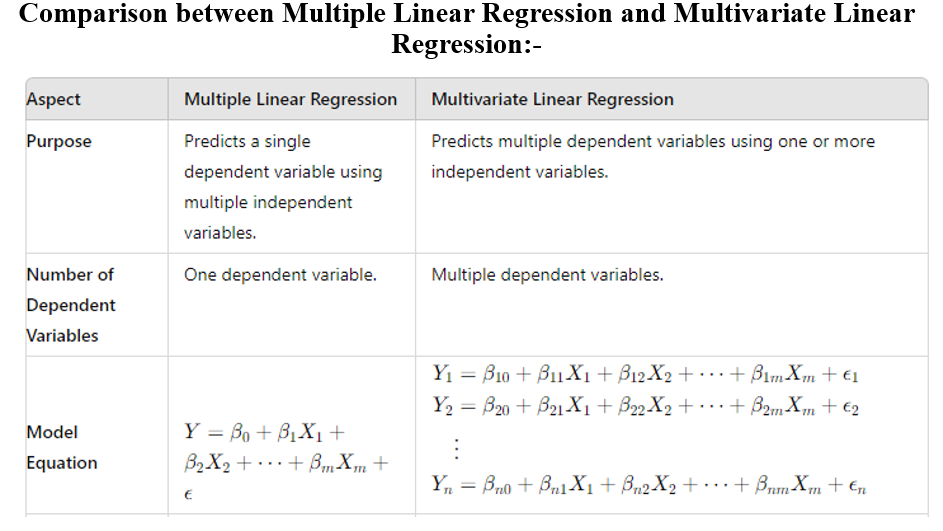 Comparison between Multiple Linear Regression and Multivariate Linear
Regression:-
Aspect
Multiple Linear Regression
Multivariate Linear Regression
Purpose
Predicts a single
dependent variable using
multiple independent
variables.
Predicts multiple dependent variables using one or more
independent variables.
Number of
Dependent
Variables
One dependent variable.
Multiple dependent variables.
Model
Equation
Y = β₀ + β₁X₁ +
β₂X₂ + ⋯ + βₘXₘ +
ϵ
Y₁ = β₁₀ + β₁₁X₁ + β₁₂X₂ + ⋯ + β₁ₘXₘ + ϵ₁
Y₂ = β₂₀ + β₂₁X₁ + β₂₂X₂ + ⋯ + β₂ₘXₘ + ϵ₂
⋮
Yₙ = βₙ₀ + βₙ₁X₁ + βₙ₂X₂ + ⋯ + βₙₘXₘ + ϵₙ